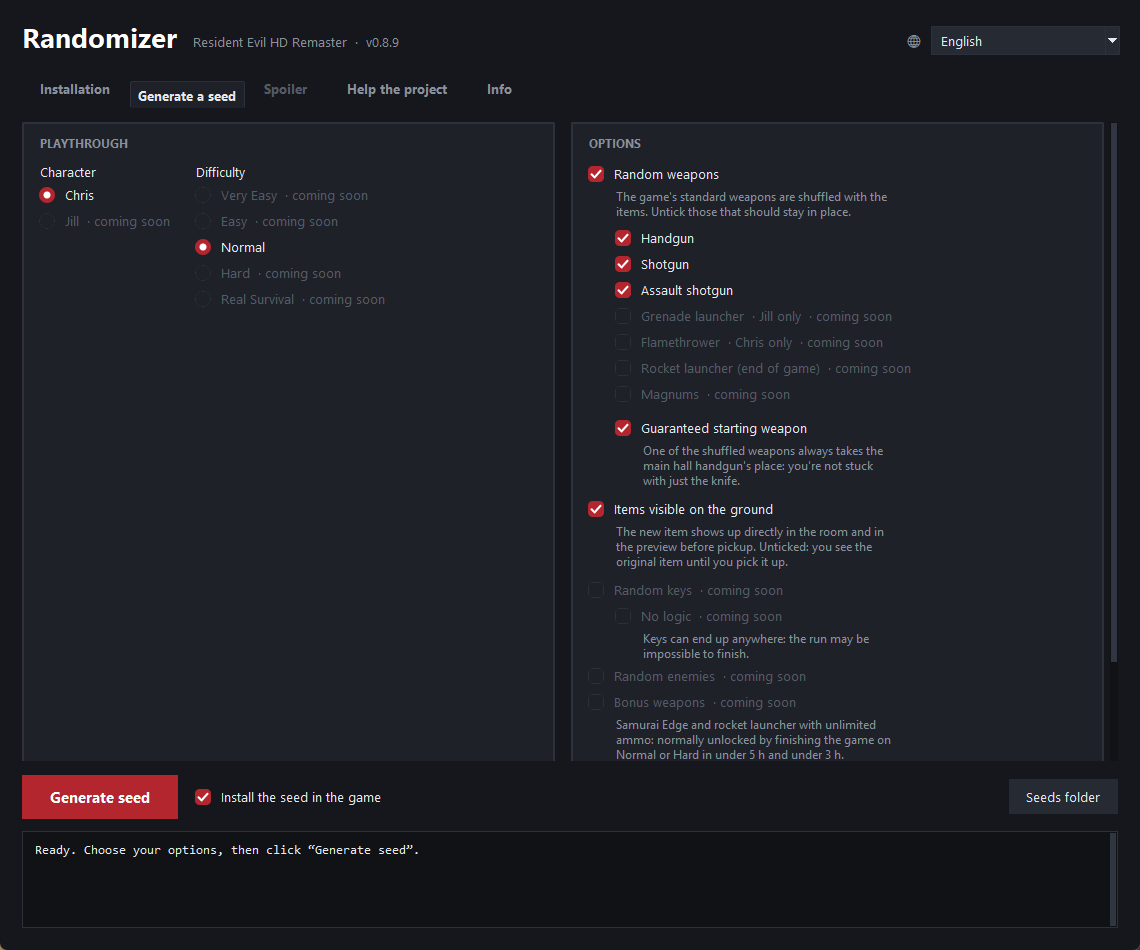 Randomizer Resident Evil HD Remaster · v0.8.9 English
Installation Generate a seed Spoiler Help the project Info
PLAYTHROUGH
Character Difficulty
Chris Very Easy · coming soon
Jill · coming soon Easy · coming soon
Normal
Hard · coming soon
Real Survival · coming soon
OPTIONS
Random weapons
The game's standard weapons are shuffled with the
items. Untick those that should stay in place.
Handgun
Shotgun
Assault shotgun
Grenade launcher · Jill only · coming soon
Flamethrower · Chris only · coming soon
Rocket launcher (end of game) · coming soon
Magnums · coming soon
Guaranteed starting weapon
One of the shuffled weapons always takes the
main hall handgun's place: you're not stuck
with just the knife.
Items visible on the ground
The new item shows up directly in the room and in
the preview before pickup. Unticked: you see the
original item until you pick it up.
Random keys · coming soon
No logic · coming soon
Keys can end up anywhere: the run may be
impossible to finish.
Random enemies · coming soon
Bonus weapons · coming soon
Samurai Edge and rocket launcher with unlimited
ammo: normally unlocked by finishing the game on
Normal or Hard in under 5 h and under 3 h.
Generate seed Install the seed in the game Seeds folder
Ready. Choose your options, then click “Generate seed”.